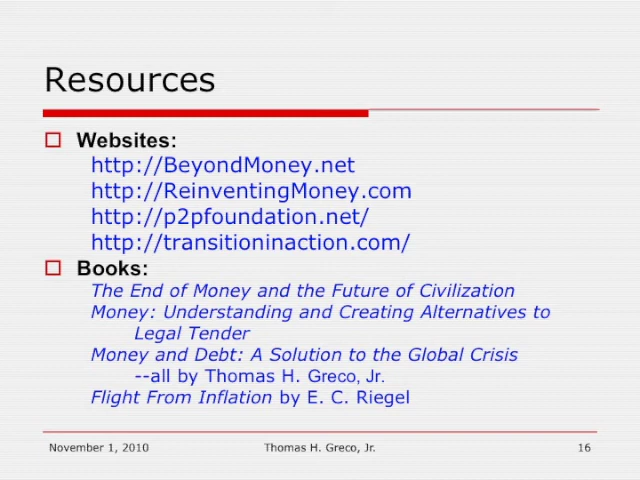 Resources
Websites:
http://BeyondMoney.net
http://ReinventingMoney.com
http://p2pfoundation.net/
http://transitioninaction.com/
Books:
The End of Money and the Future of Civilization
Money: Understanding and Creating Alternatives to
Legal Tender
Money and Debt: A Solution to the Global Crisis
--all by Thomas H. Greco, Jr.
Flight From Inflation by E. C. Riegel
November 1, 2010 Thomas H. Greco, Jr. 16